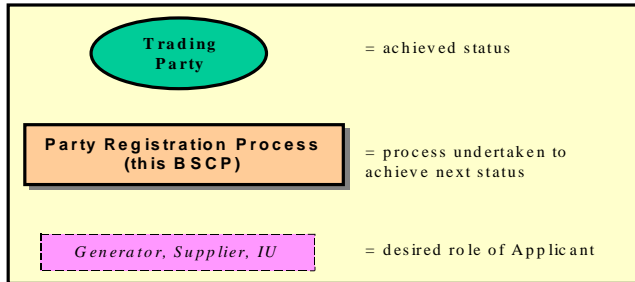 Trading
Party
= achieved status
Party Registration Process
(this BSCP)
= process undertaken to
achieve next status
Generator, Supplier, IU
= desired role of Applicant